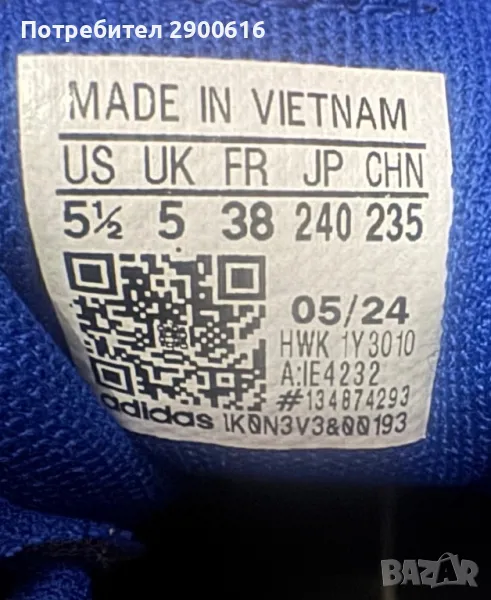 Потребител 2900616
MADE IN VIETNAM
US UK FR JP CHN
5½ 5 38 240 235
05/24
HWK 1Y3010
A:IE4232
#134874293
adidas 1K0N3V3&00193
BAZAR